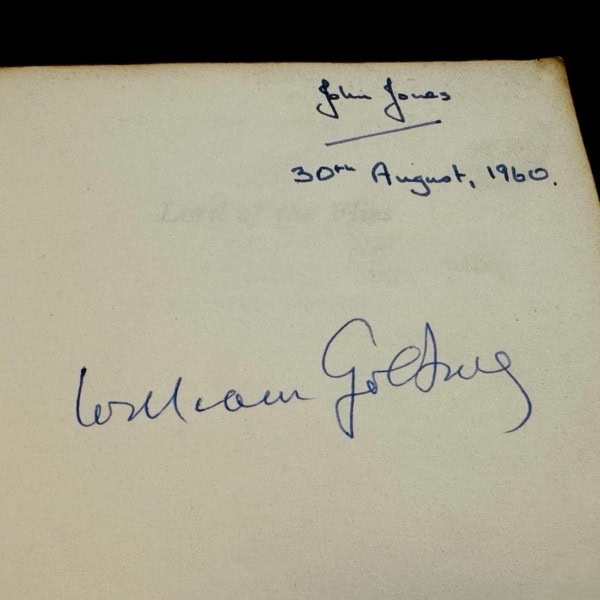 John Jones
30th August, 1960.
Lord of the Flies
William Golding